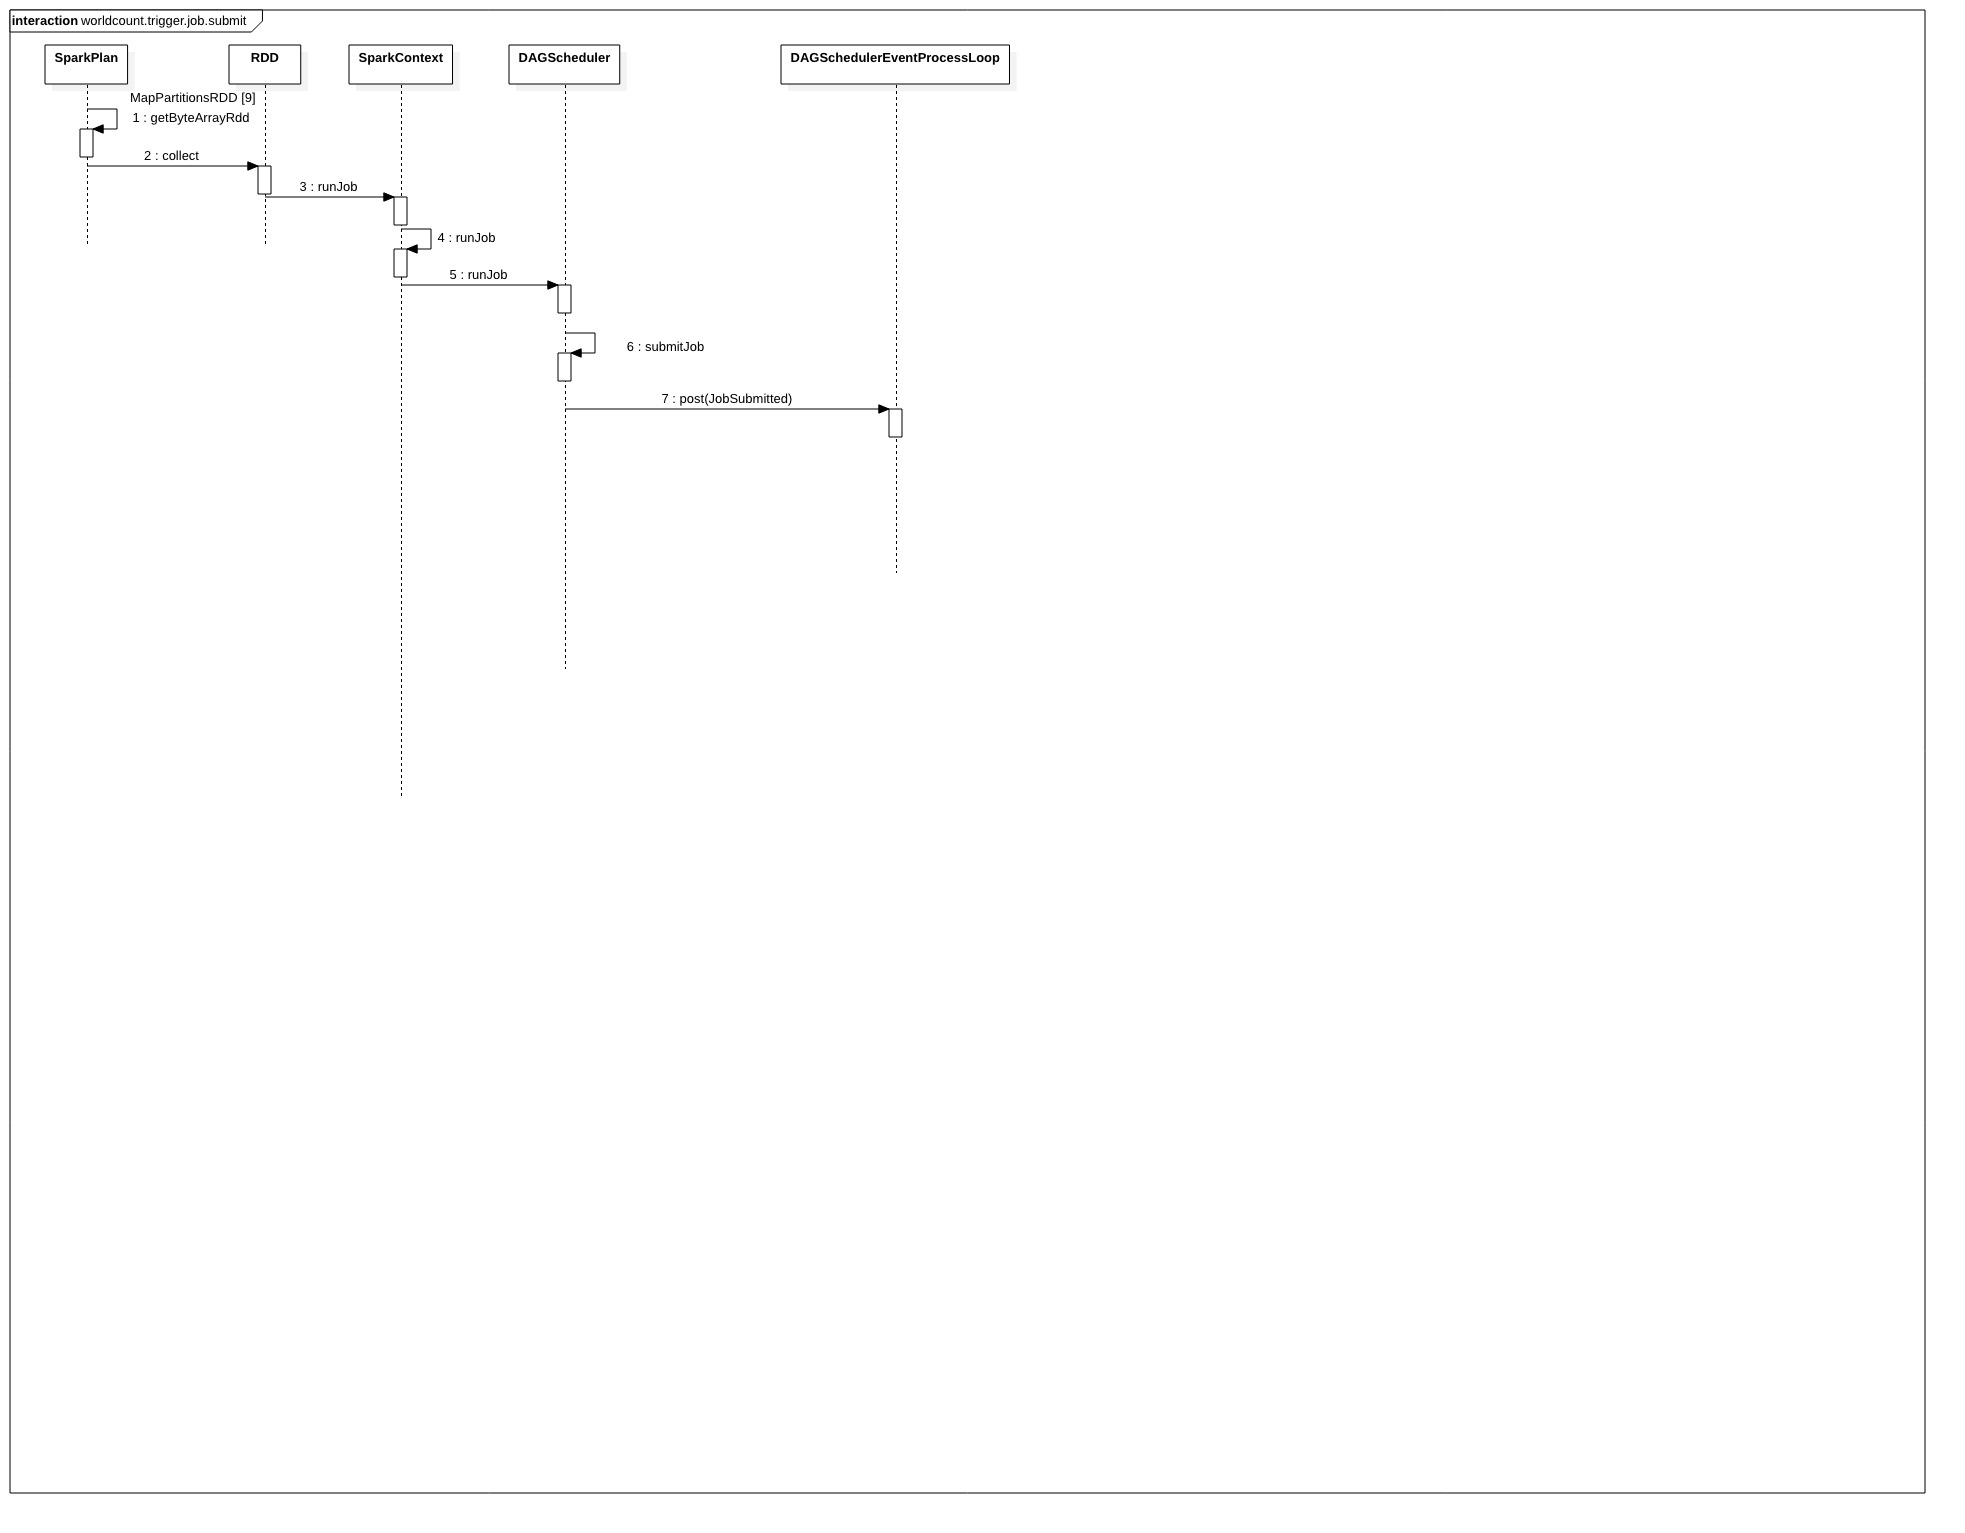 interaction worldcount.trigger.job.submit
SparkPlan
RDD
SparkContext
DAGScheduler
DAGSchedulerEventProcessLoop
MapPartitionsRDD [9]
1 : getByteArrayRdd
2 : collect
3 : runJob
4 : runJob
5 : runJob
6 : submitJob
7 : post(JobSubmitted)